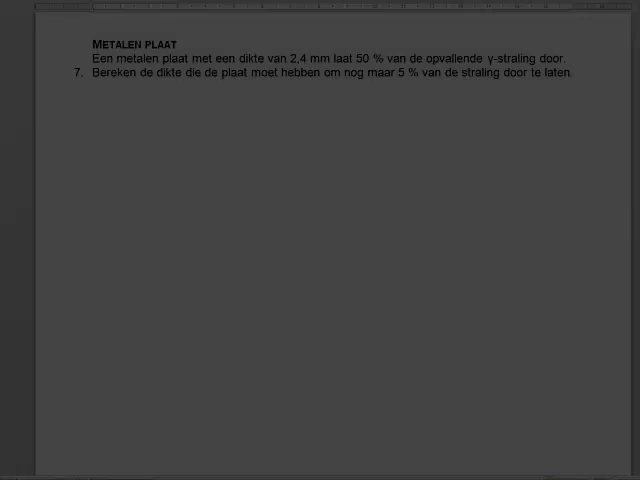 METALEN PLAAT
Een metalen plaat met een dikte van 2,4 mm laat 50 % van de opvallende γ-straling door.
7. Bereken de dikte die de plaat moet hebben om nog maar 5 % van de straling door te laten.